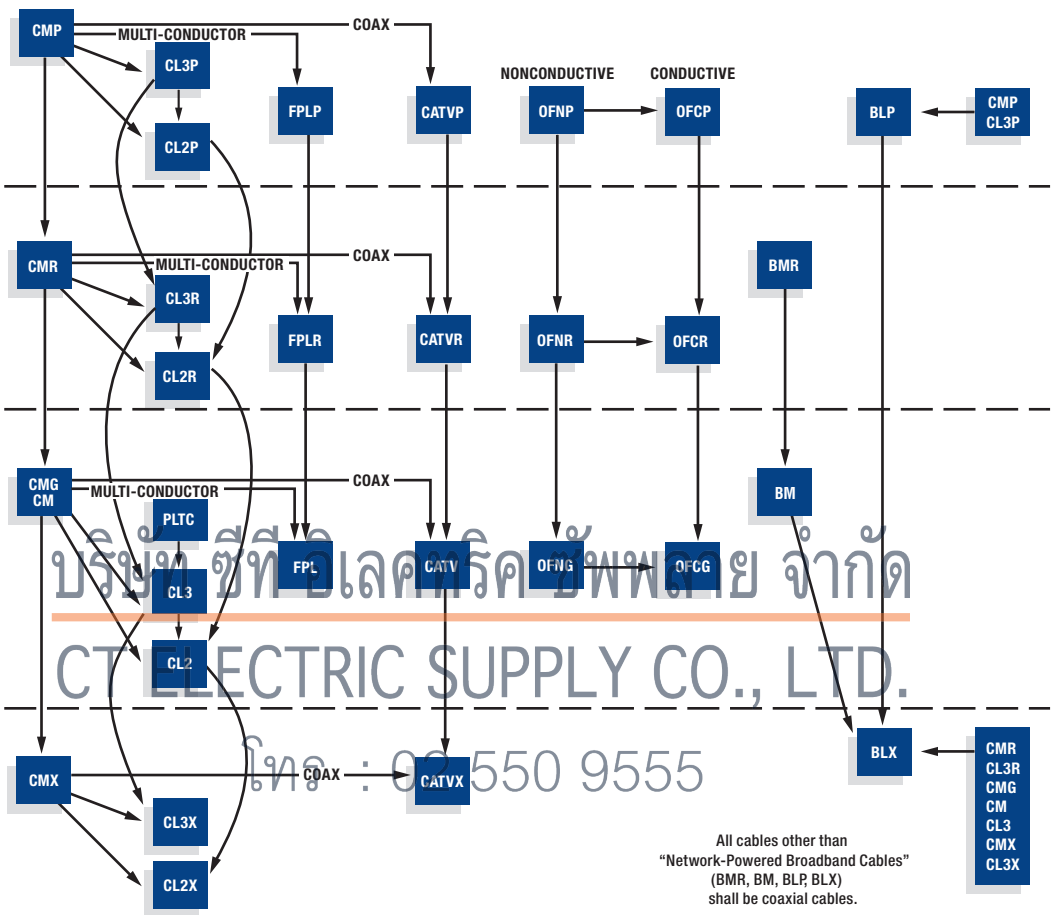 COAX
CMP
MULTI-CONDUCTOR
CL3P
NONCONDUCTIVE
CONDUCTIVE
FPLP
CATVP
OFNP
OFCP
BLP
CMP
CL3P
CL2P
COAX
CMR
MULTI-CONDUCTOR
BMR
CL3R
FPLR
CATVR
OFNR
OFCR
CL2R
COAX
CMG
CM
MULTI-CONDUCTOR
BM
PLTC
FPL
CATV
OFNG
OFCG
บริษัท ซีที อิเลคทริค ซัพพลาย จำกัด
CL3
CL2
CT ELECTRIC SUPPLY CO., LTD.
BLX
CMR
CL3R
CMG
CM
CL3
CMX
CL3X
CMX
COAX
CATVX
โทร : 02 550 9555
CL3X
CL2X
All cables other than
“Network-Powered Broadband Cables”
(BMR, BM, BLP, BLX)
shall be coaxial cables.